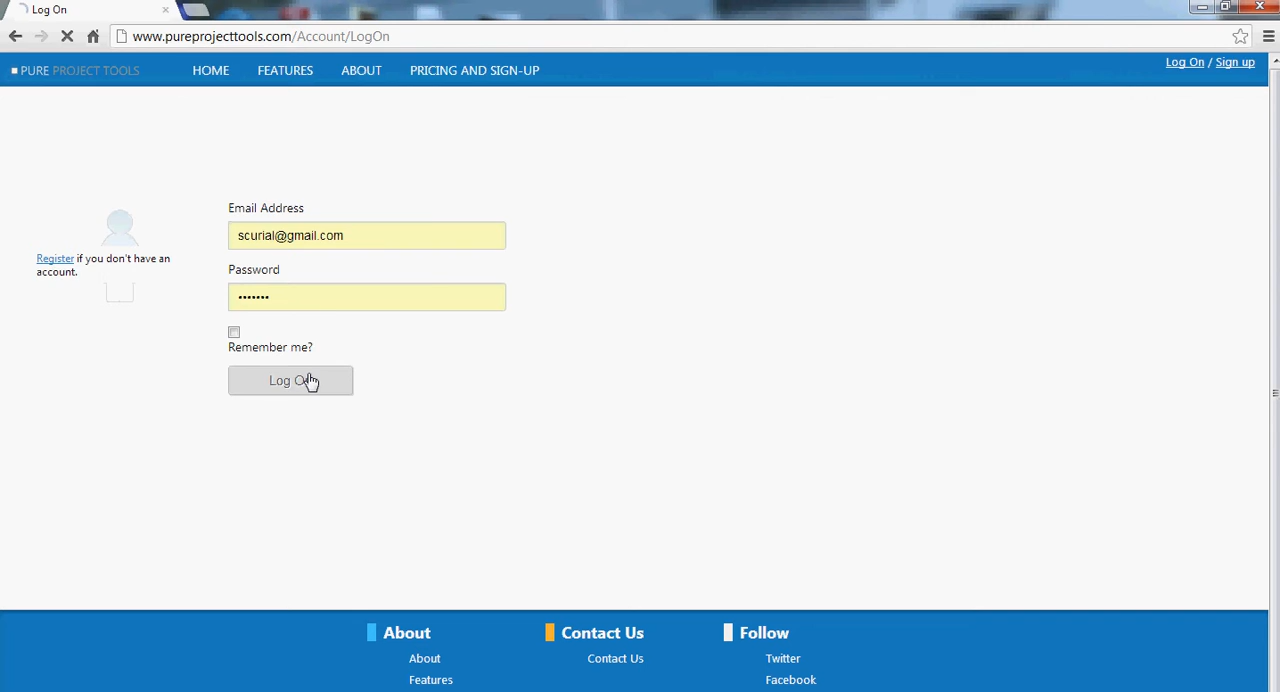 Log On
www.pureprojecttools.com/Account/LogOn
PURE PROJECT TOOLS HOME FEATURES ABOUT PRICING AND SIGN-UP Log On / Sign up
Email Address
scurial@gmail.com
Password
•••••••
Register if you don't have an
account.
Remember me?
Log On
About Contact Us Follow
About Contact Us Twitter
Features Facebook